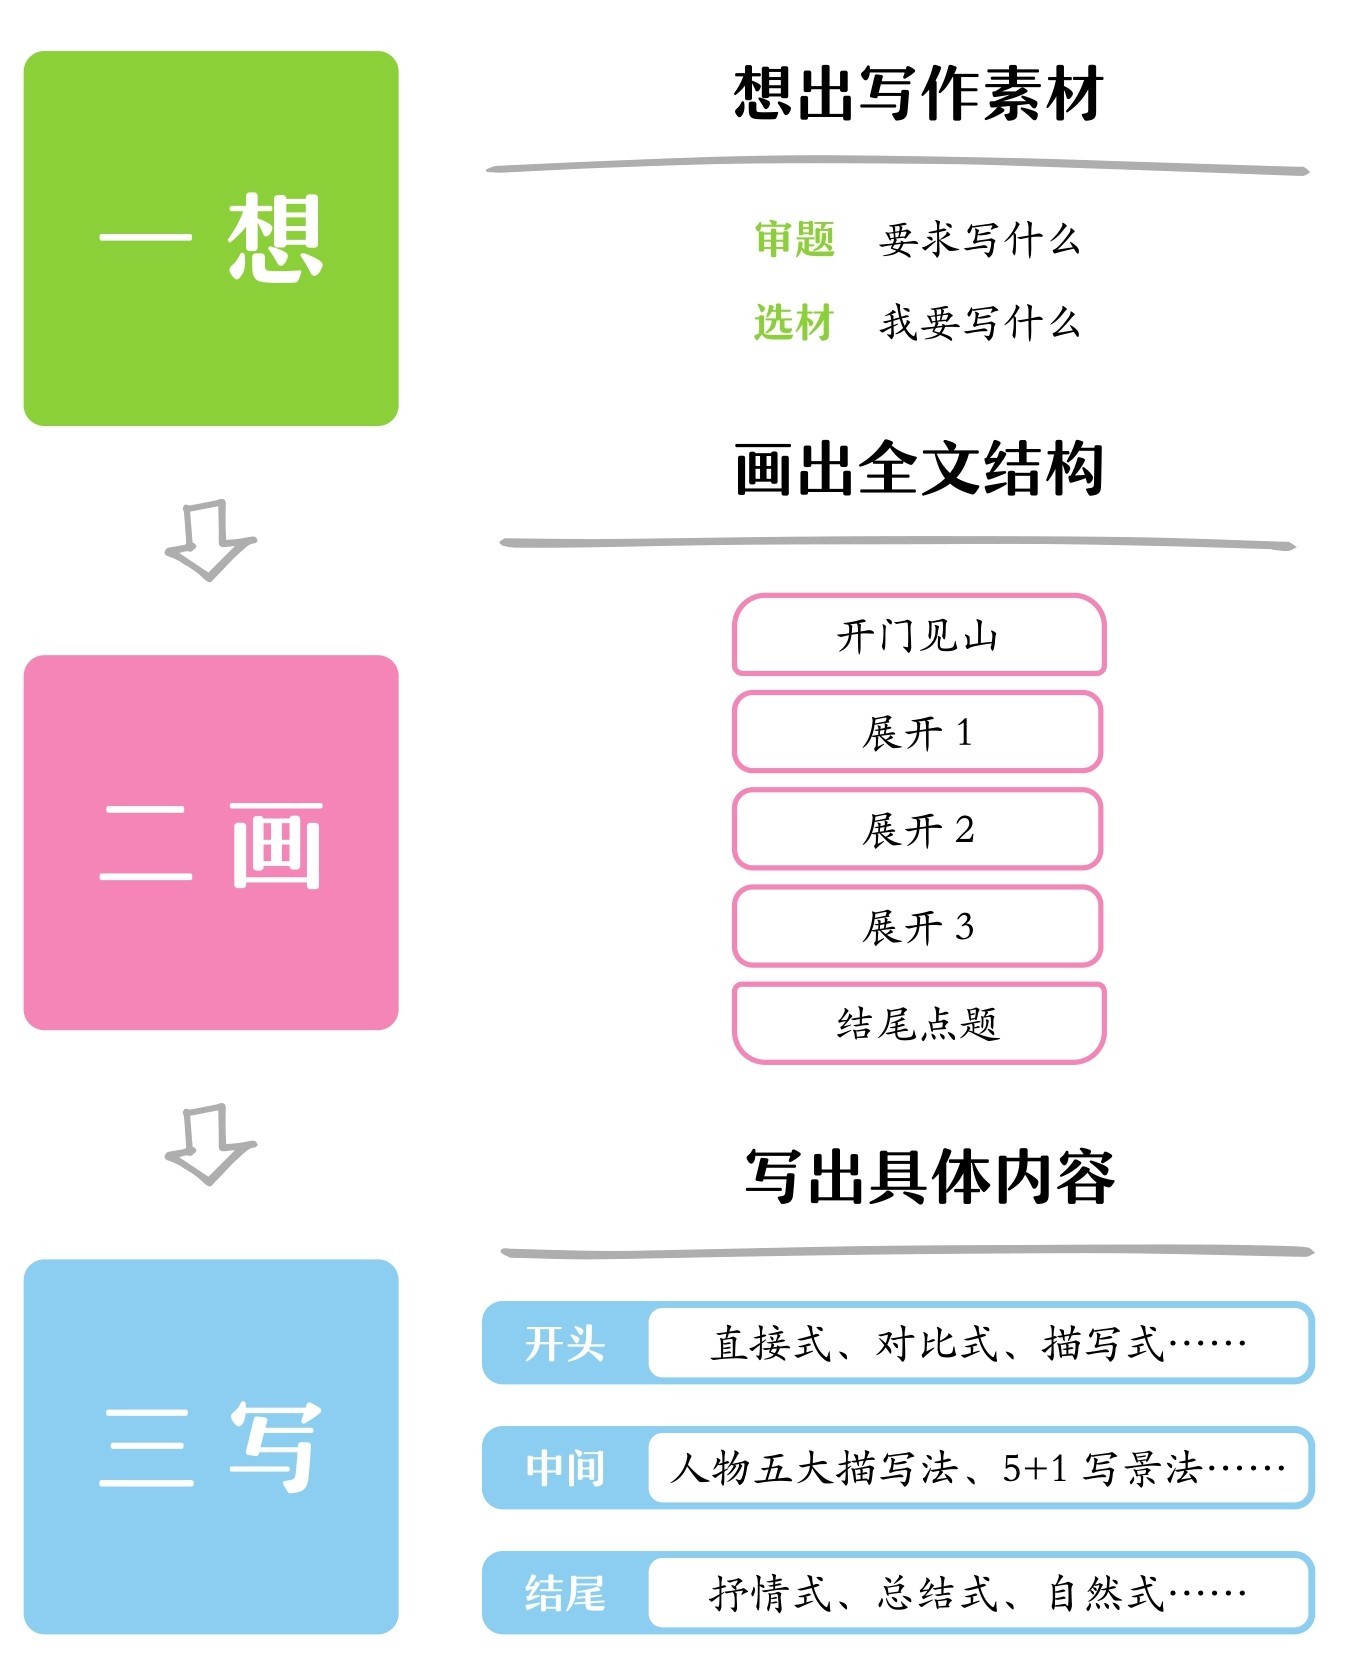 一 想
想出写作素材
审题 要求写什么
选材 我要写什么
二 画
画出全文结构
开门见山
展开 1
展开 2
展开 3
结尾点题
三 写
写出具体内容
开头 直接式、对比式、描写式……
中间 人物五大描写法、5+1 写景法……
结尾 抒情式、总结式、自然式……